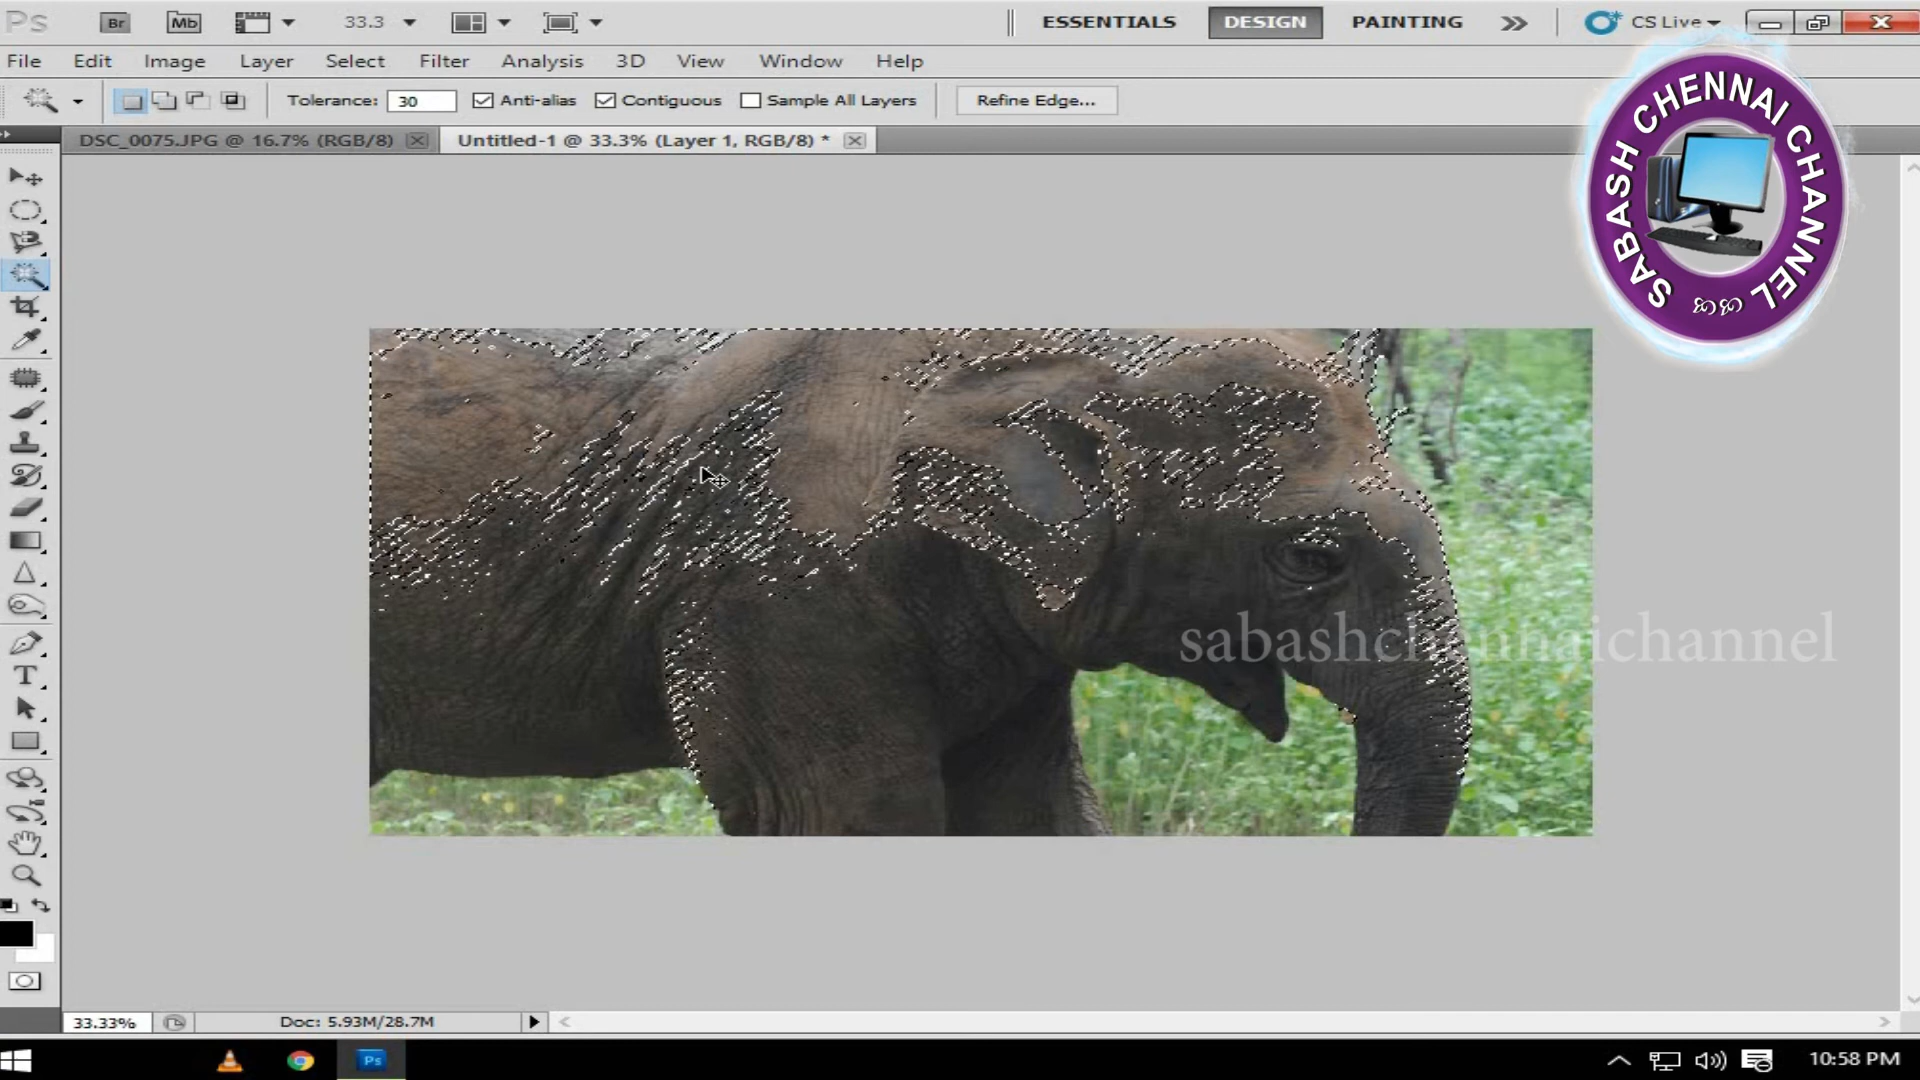 Ps Br Mb 33.3 ESSENTIALS DESIGN PAINTING CS Live
File Edit Image Layer Select Filter Analysis 3D View Window Help
Tolerance: 30 Anti-alias Contiguous Sample All Layers Refine Edge...
DSC_0075.JPG @ 16.7% (RGB/8) Untitled-1 @ 33.3% (Layer 1, RGB/8) *
SABASH CHENNAI CHANNEL
T
sabashchennaichannel
33.33% Doc: 5.93M/28.7M
Ps 10:58 PM